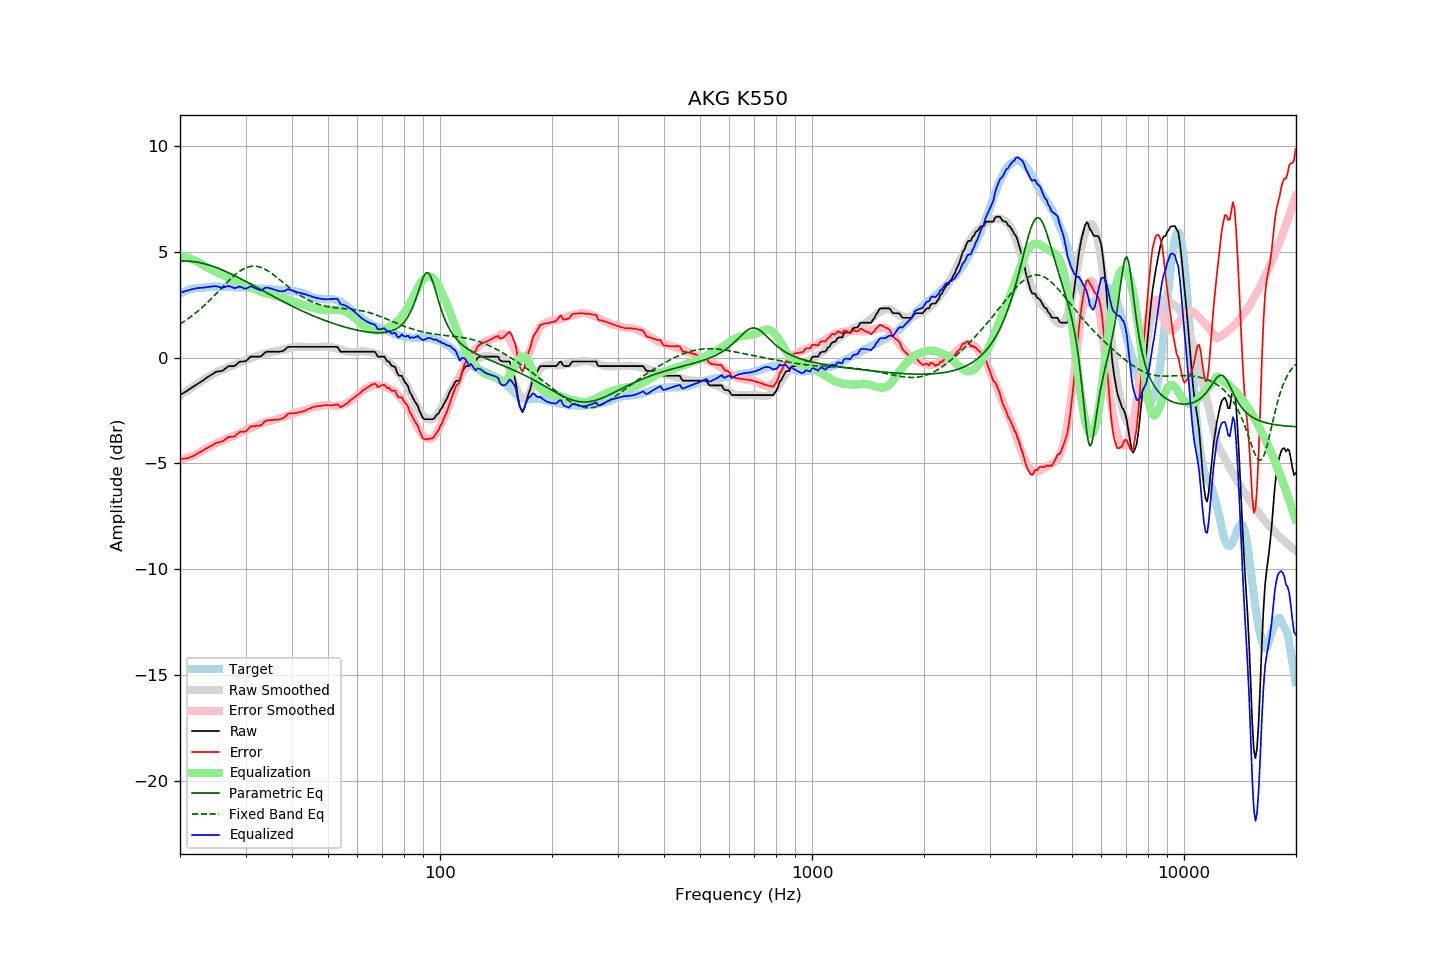 AKG K550
10
5
0
−5
−10
−15
−20
Amplitude (dBr)
Target
Raw Smoothed
Error Smoothed
Raw
Error
Equalization
Parametric Eq
Fixed Band Eq
Equalized
100
1000
10000
Frequency (Hz)